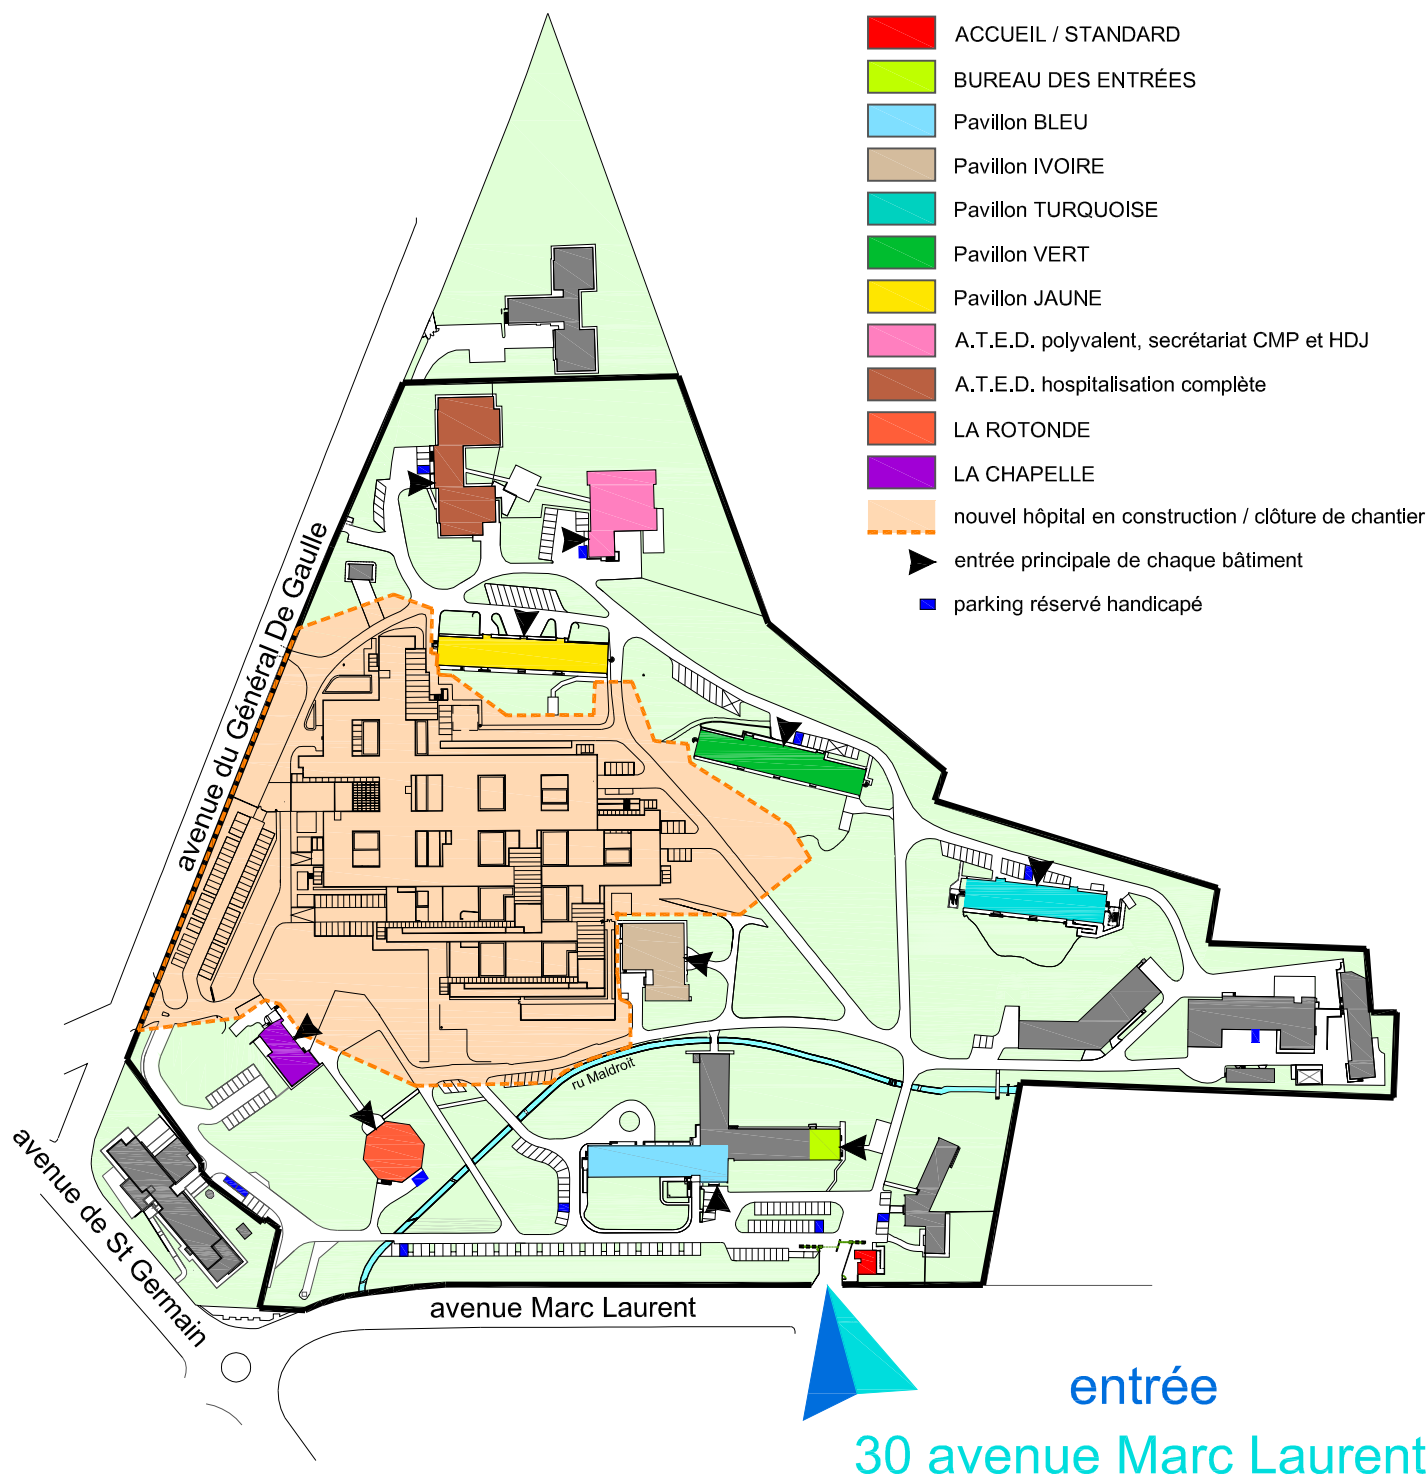 ACCUEIL / STANDARD
BUREAU DES ENTRÉES
Pavillon BLEU
Pavillon IVOIRE
Pavillon TURQUOISE
Pavillon VERT
Pavillon JAUNE
A.T.E.D. polyvalent, secrétariat CMP et HDJ
A.T.E.D. hospitalisation complète
LA ROTONDE
LA CHAPELLE
nouvel hôpital en construction / clôture de chantier
entrée principale de chaque bâtiment
parking réservé handicapé
avenue du Général De Gaulle
ru Maldroit
avenue de St Germain
avenue Marc Laurent
entrée
30 avenue Marc Laurent